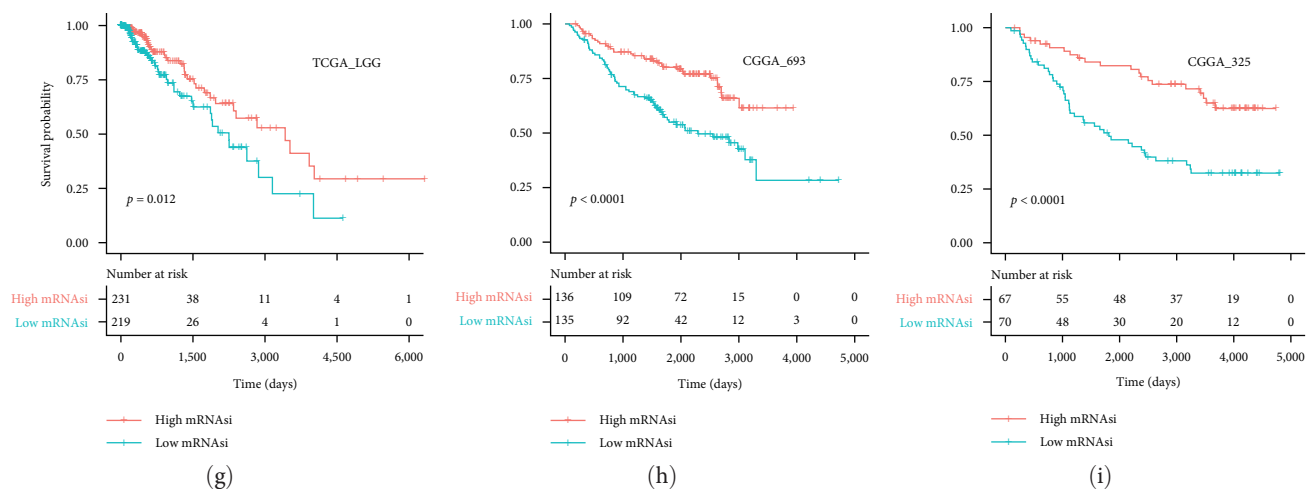 1.00
0.75
0.50
0.25
0.00
Survival probability
TCGA_LGG
p = 0.012
Number at risk
High mRNAsi 231 38 11 4 1
Low mRNAsi 219 26 4 1 0
0 1,500 3,000 4,500 6,000
Time (days)
High mRNAsi
Low mRNAsi
(g)
1.00
0.75
0.50
0.25
0.00
CGGA_693
p < 0.0001
Number at risk
High mRNAsi 136 109 72 15 0 0
Low mRNAsi 135 92 42 12 3 0
0 1,000 2,000 3,000 4,000 5,000
Time (days)
High mRNAsi
Low mRNAsi
(h)
1.00
0.75
0.50
0.25
0.00
CGGA_325
p < 0.0001
Number at risk
High mRNAsi 67 55 48 37 19 0
Low mRNAsi 70 48 30 20 12 0
0 1,000 2,000 3,000 4,000 5,000
Time (days)
High mRNAsi
Low mRNAsi
(i)